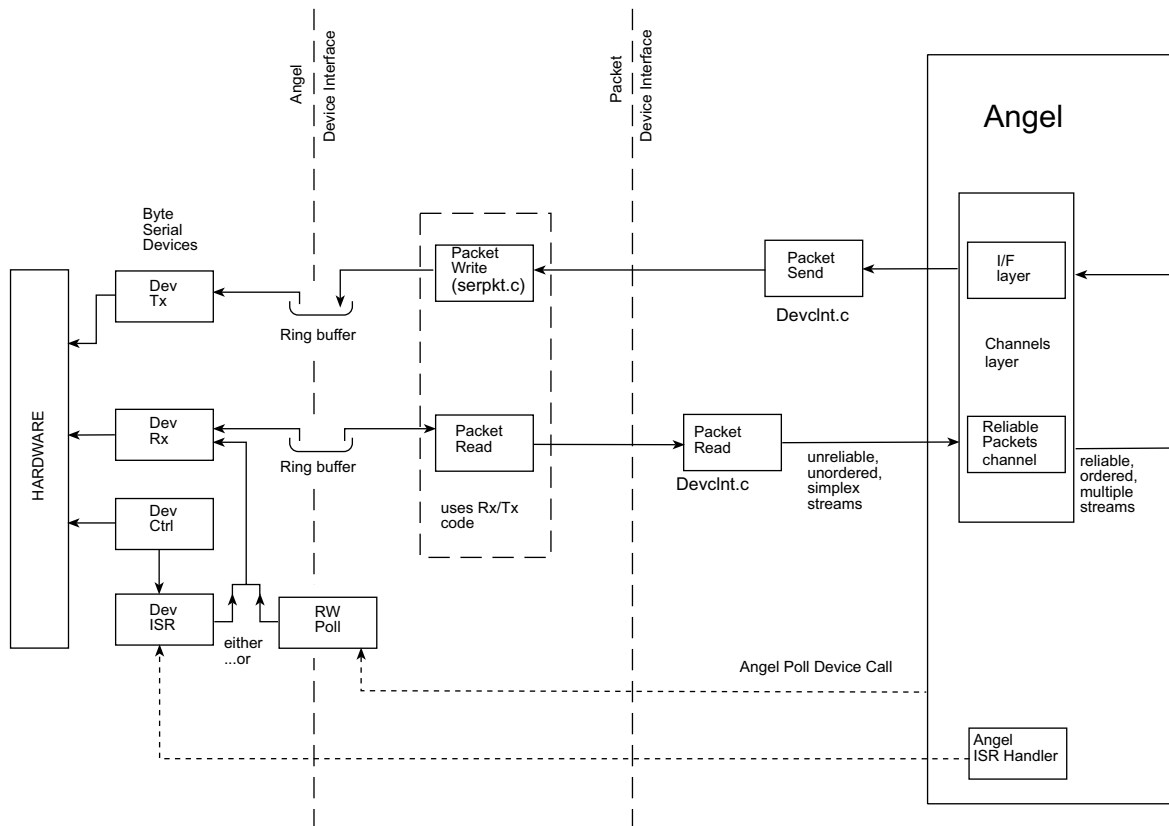 Angel
Device Interface
Packet
Device Interface
Angel
Byte
Serial
Devices
Packet
Write
(serpkt.c)
Packet
Send
I/F
layer
Dev
Tx
Ring buffer
Devclnt.c
Channels
layer
HARDWARE
Dev
Rx
Ring buffer
Packet
Read
Packet
Read
Devclnt.c
unreliable,
unordered,
simplex
streams
Reliable
Packets
channel
reliable,
ordered,
multiple
streams
uses Rx/Tx
code
Dev
Ctrl
Dev
ISR
either
...or
RW
Poll
Angel Poll Device Call
Angel
ISR Handler